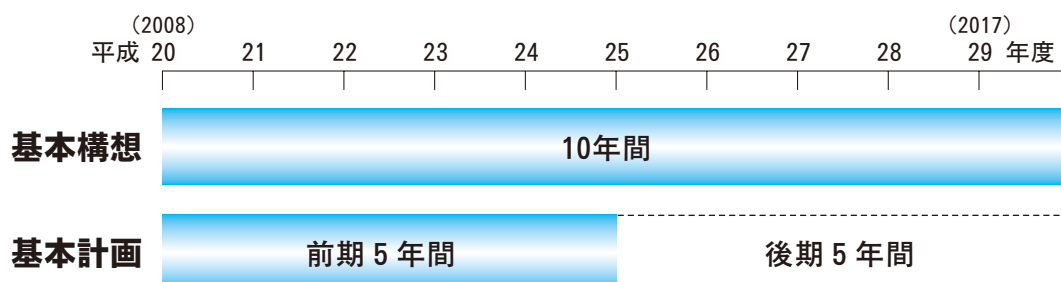 (2008) (2017)
平成 20 21 22 23 24 25 26 27 28 29 年度
基本構想 10年間
基本計画 前期5年間 後期5年間